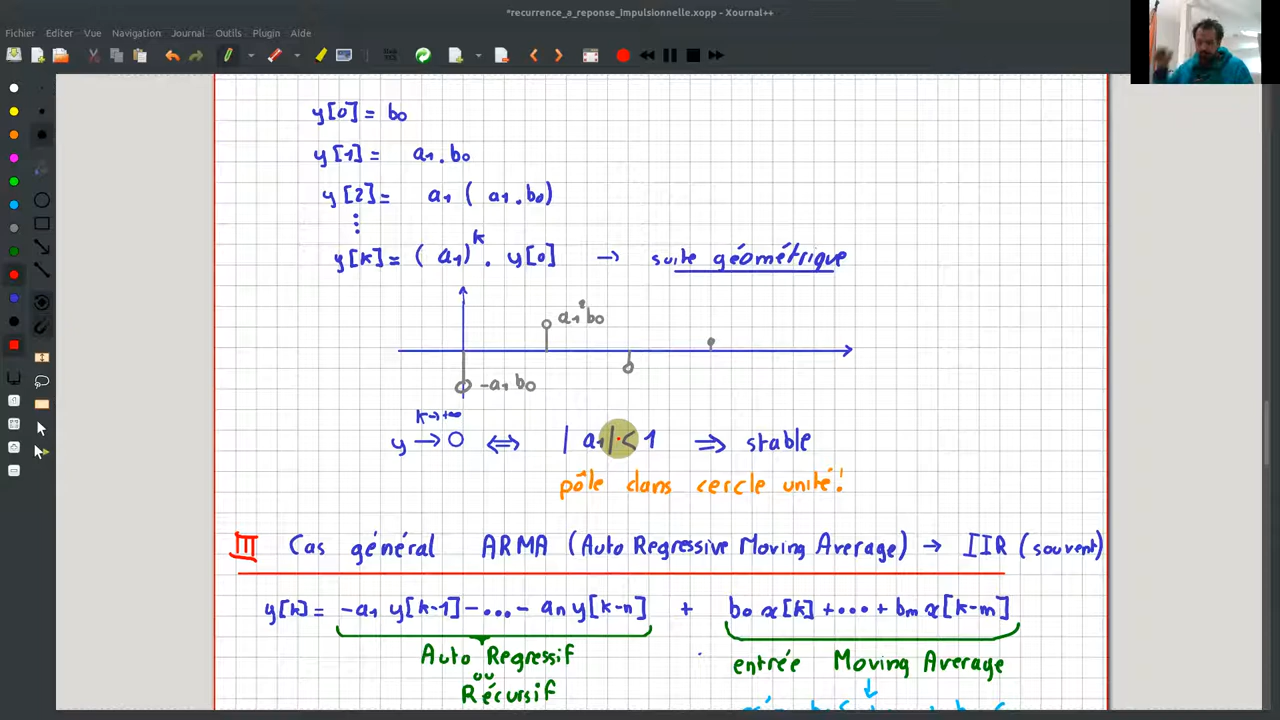 *recurrence_a_reponse_impulsionnelle.xopp - Xournal++
Fichier Editer Vue Navigation Journal Outils Plugin Aide
y[0] = b0
y[1] = a1.b0
y[2] = a1 ( a1.b0)
⋮
y[k] = ( a1)^k . y[0] → suite géométrique
a1² b0
-a1 b0
k→+∞
y → 0 ⇔ | a1 | < 1 ⇒ stable
pôle dans cercle unité!
III Cas général ARMA (Auto Regressive Moving Average) → IIR (souvent)
y[k] = -a1 y[k-1] -...- an y[k-n] + b0 x[k] +...+ bm x[k-m]
Auto Regressif
entrée Moving Average
ou
Récursif